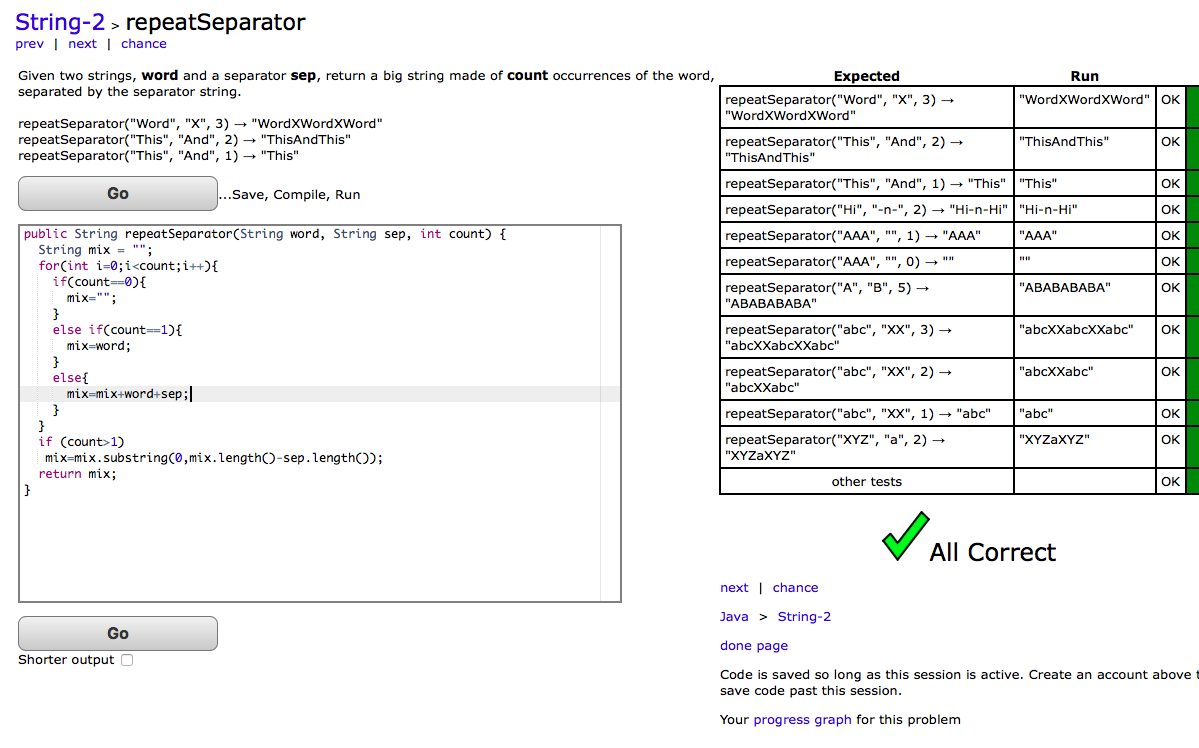 String-2 > repeatSeparator
prev | next | chance
Given two strings, word and a separator sep, return a big string made of count occurrences of the word,
separated by the separator string.
repeatSeparator("Word", "X", 3) → "WordXWordXWord"
repeatSeparator("This", "And", 2) → "ThisAndThis"
repeatSeparator("This", "And", 1) → "This"
Go ...Save, Compile, Run
public String repeatSeparator(String word, String sep, int count) {
  String mix = "";
  for(int i=0;i<count;i++){
    if(count==0){
      mix="";
    }
    else if(count==1){
      mix=word;
    }
    else{
      mix=mix+word+sep;
    }
  }
  if (count>1)
   mix=mix.substring(0,mix.length()-sep.length());
  return mix;
}
Go
Shorter output
Expected Run
repeatSeparator("Word", "X", 3) → "WordXWordXWord" OK
"WordXWordXWord"
repeatSeparator("This", "And", 2) → "ThisAndThis" OK
"ThisAndThis"
repeatSeparator("This", "And", 1) → "This" "This" OK
repeatSeparator("Hi", "-n-", 2) → "Hi-n-Hi" "Hi-n-Hi" OK
repeatSeparator("AAA", "", 1) → "AAA" "AAA" OK
repeatSeparator("AAA", "", 0) → "" "" OK
repeatSeparator("A", "B", 5) → "ABABABABA" OK
"ABABABABA"
repeatSeparator("abc", "XX", 3) → "abcXXabcXXabc" OK
"abcXXabcXXabc"
repeatSeparator("abc", "XX", 2) → "abcXXabc" OK
"abcXXabc"
repeatSeparator("abc", "XX", 1) → "abc" "abc" OK
repeatSeparator("XYZ", "a", 2) → "XYZaXYZ" OK
"XYZaXYZ"
other tests OK
All Correct
next | chance
Java > String-2
done page
Code is saved so long as this session is active. Create an account above
save code past this session.
Your progress graph for this problem